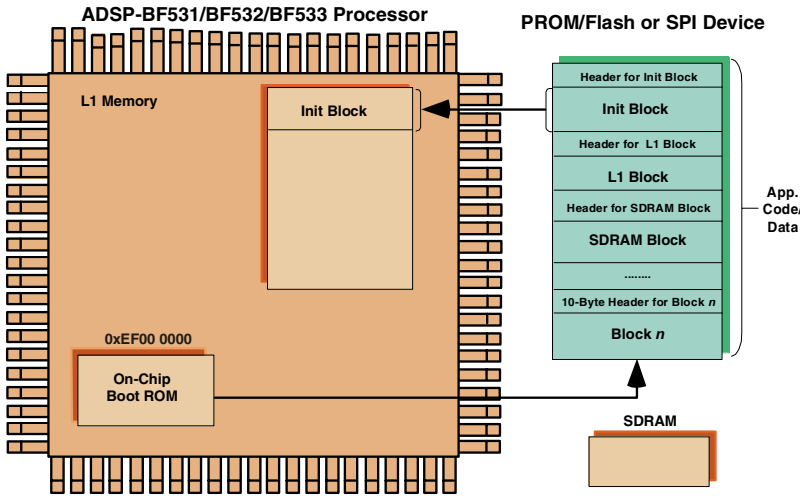 ADSP-BF531/BF532/BF533 Processor
PROM/Flash or SPI Device
L1 Memory
Init Block
Header for Init Block
Init Block
Header for L1 Block
L1 Block
Header for SDRAM Block
SDRAM Block
........
10-Byte Header for Block n
Block n
App.
Code/
Data
0xEF00 0000
On-Chip
Boot ROM
SDRAM